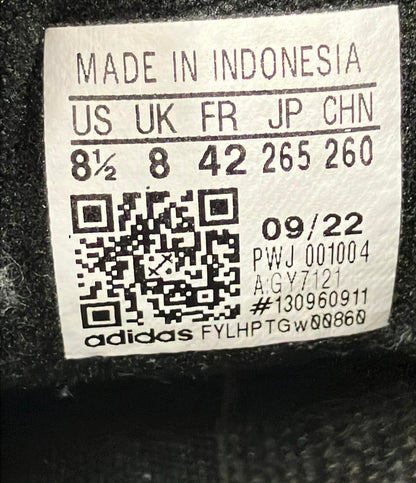 MADE IN INDONESIA
US UK FR JP CHN
8½ 8 42 265 260
09/22
PWJ 001004
A:GY7121
#130960911
adidas FYLHPTGW00860